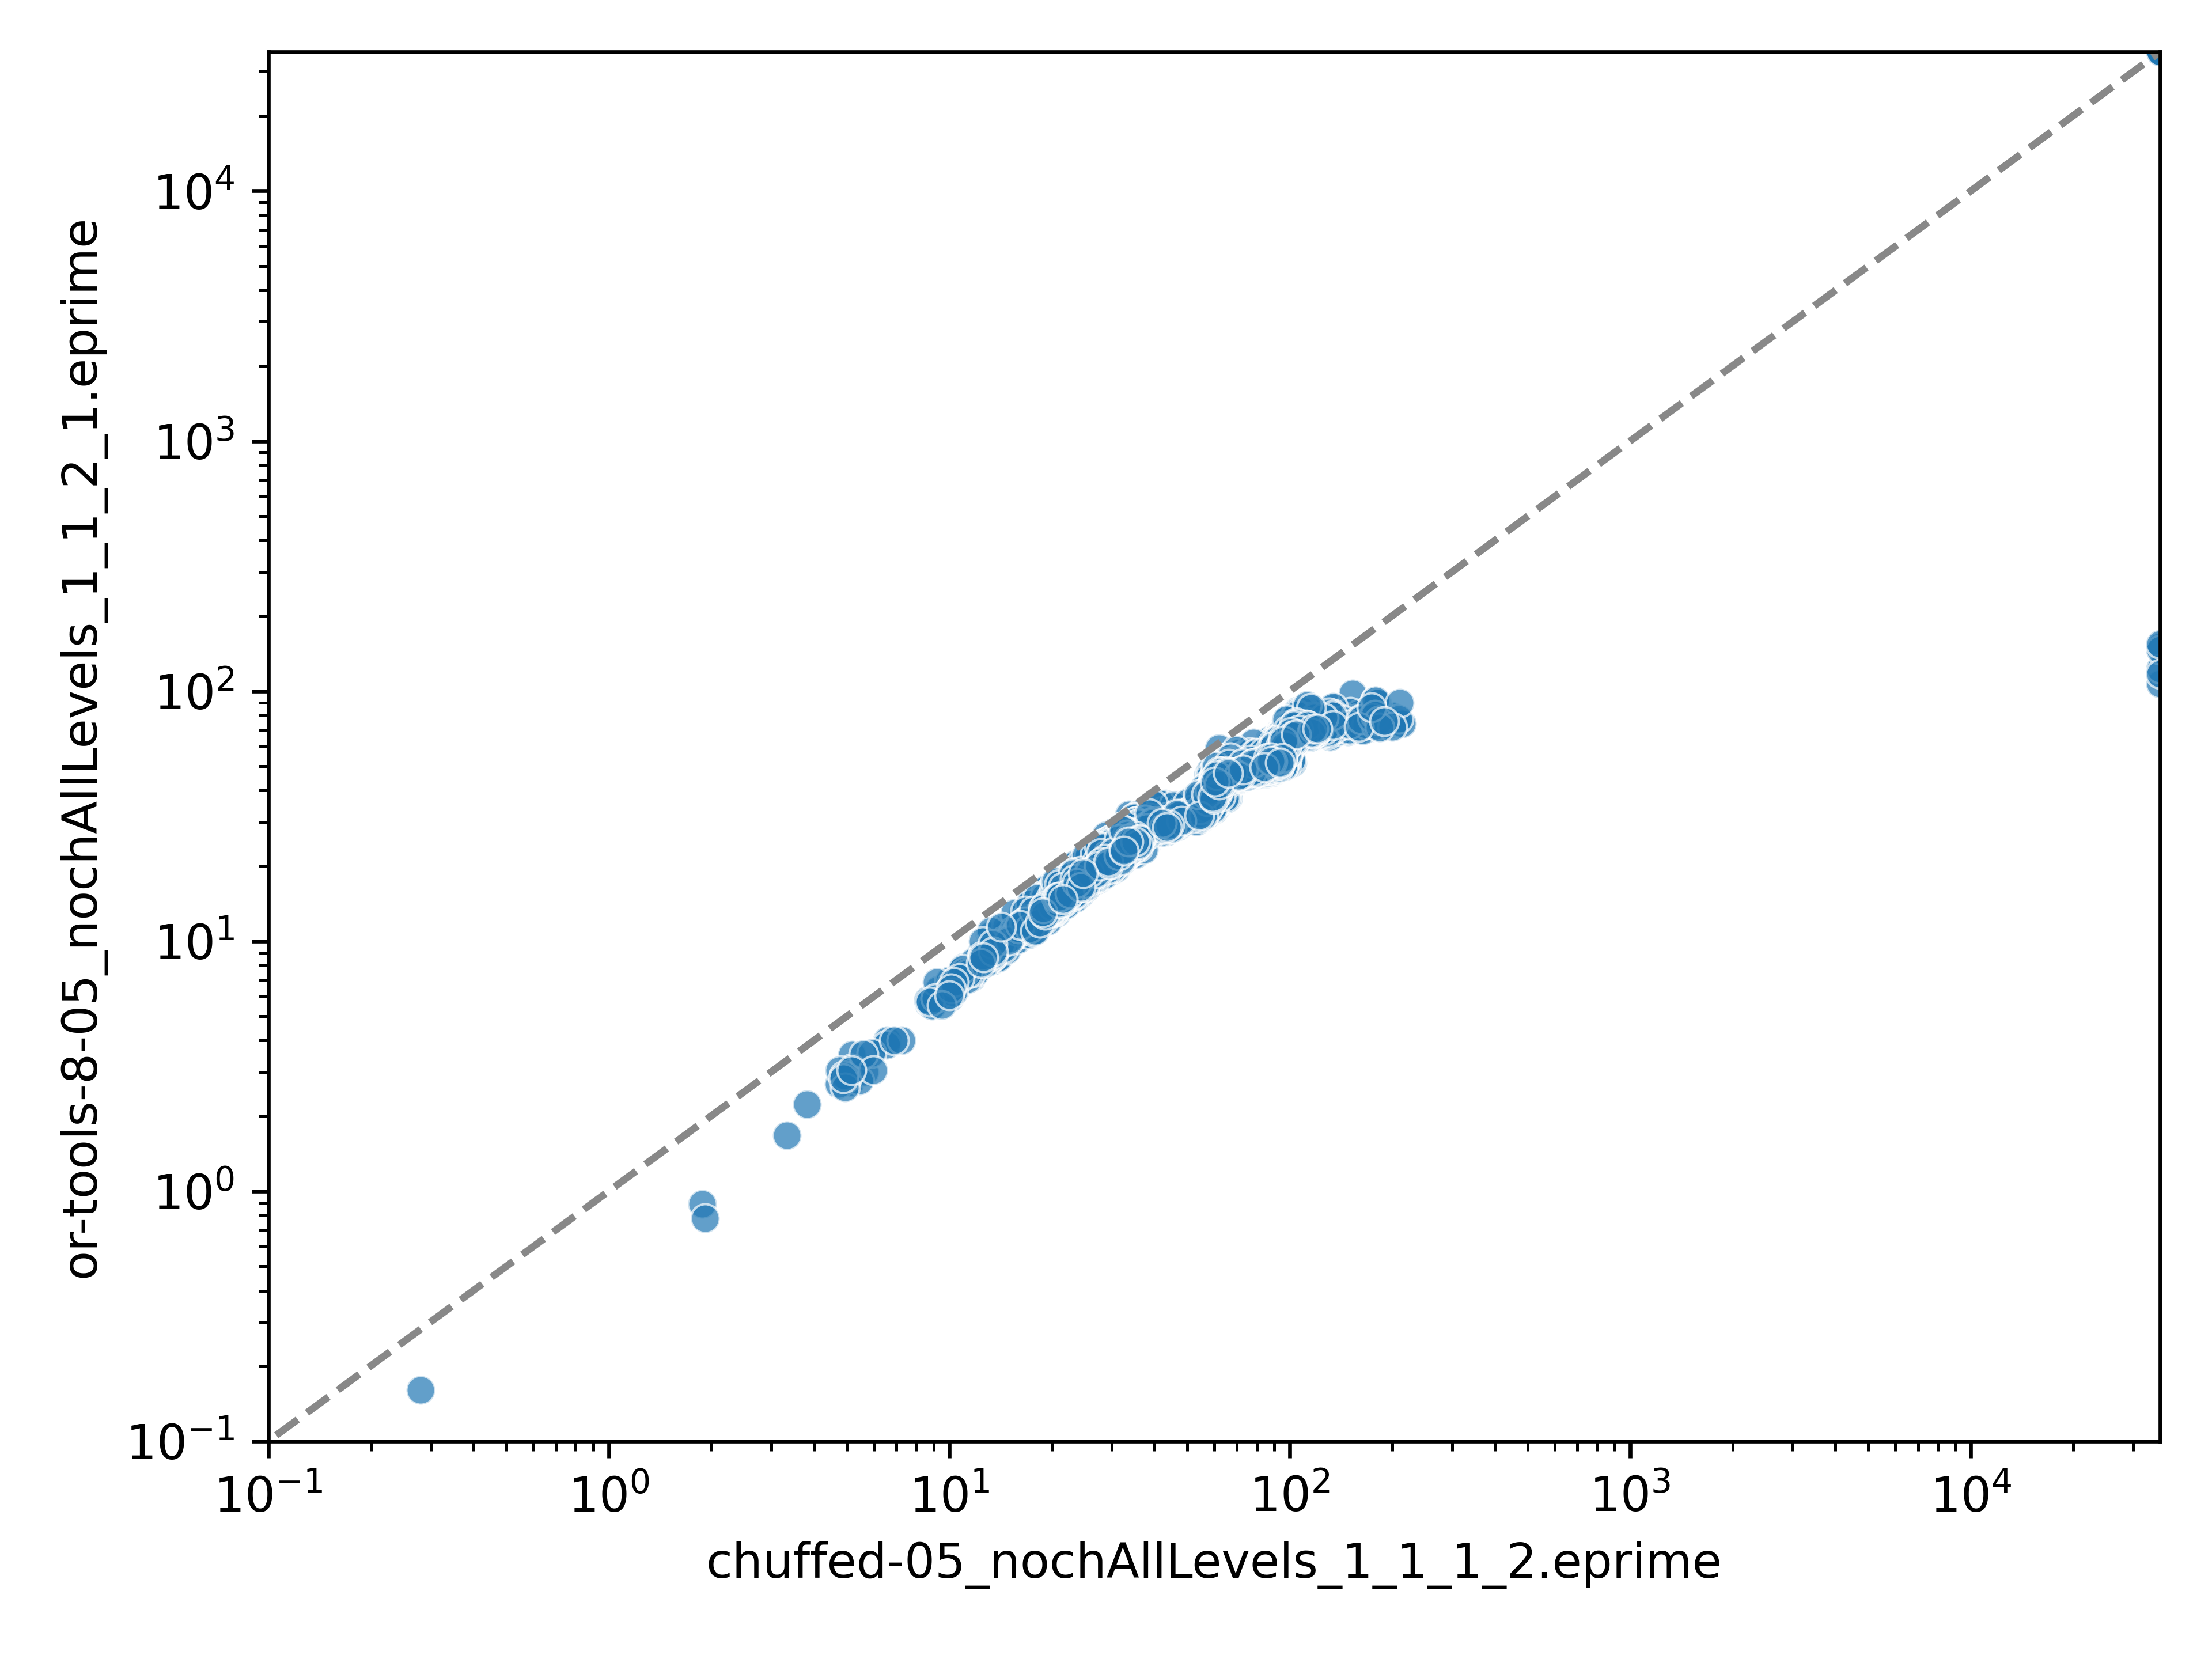 or-tools-8-05_nochAllLevels_1_1_2_1.eprime
10⁴
10³
10²
10¹
10⁰
10⁻¹
10⁻¹ 10⁰ 10¹ 10² 10³ 10⁴
chuffed-05_nochAllLevels_1_1_1_2.eprime